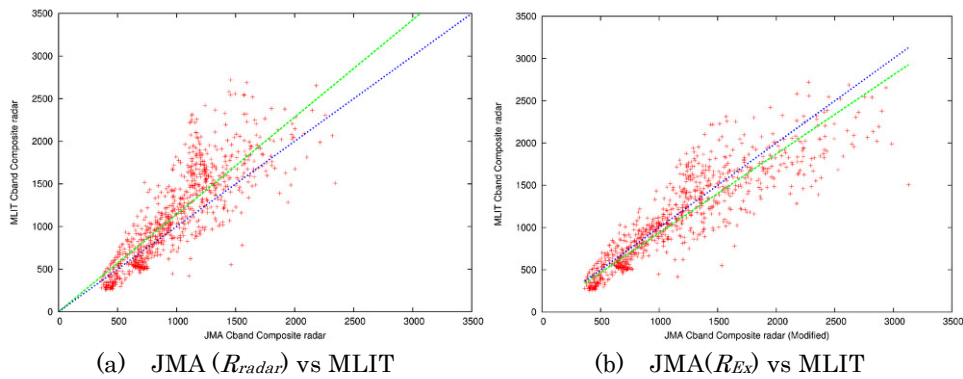 3500
3000
2500
2000
1500
1000
500
0
MLIT Cband Composite radar
0 500 1000 1500 2000 2500 3000 3500
JMA Cband Composite radar
(a) JMA (Rradar) vs MLIT
3500
3000
2500
2000
1500
1000
500
0
MLIT Cband Composite radar
0 500 1000 1500 2000 2500 3000 3500
JMA Cband Composite radar (Modified)
(b) JMA(REx) vs MLIT